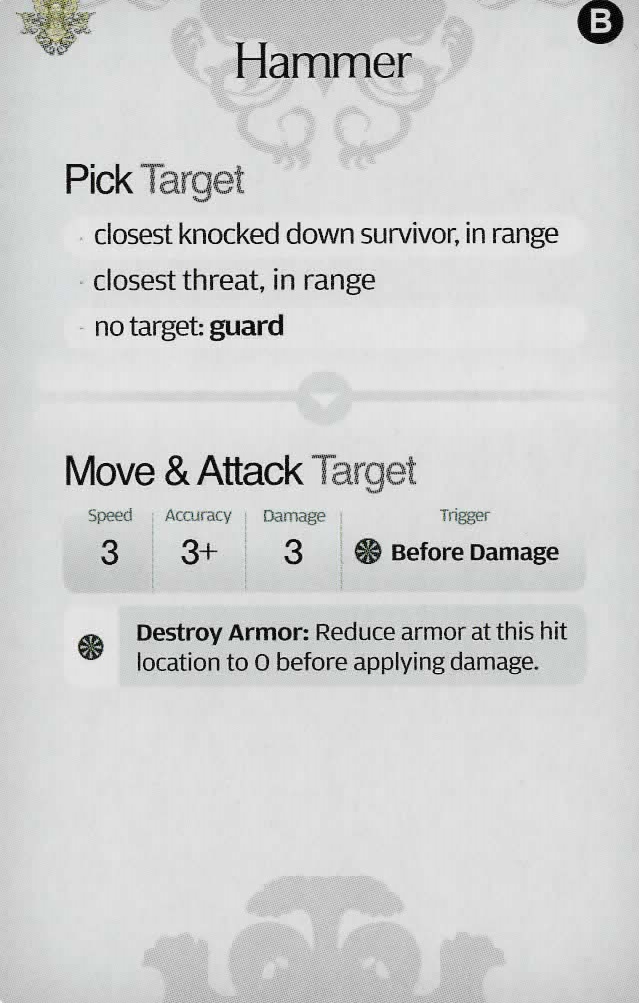 B
Hammer
Pick Target
· closest knocked down survivor, in range
· closest threat, in range
· no target: guard
Move & Attack Target
Speed Accuracy Damage Trigger
3 3+ 3 Before Damage
Destroy Armor: Reduce armor at this hit
location to 0 before applying damage.